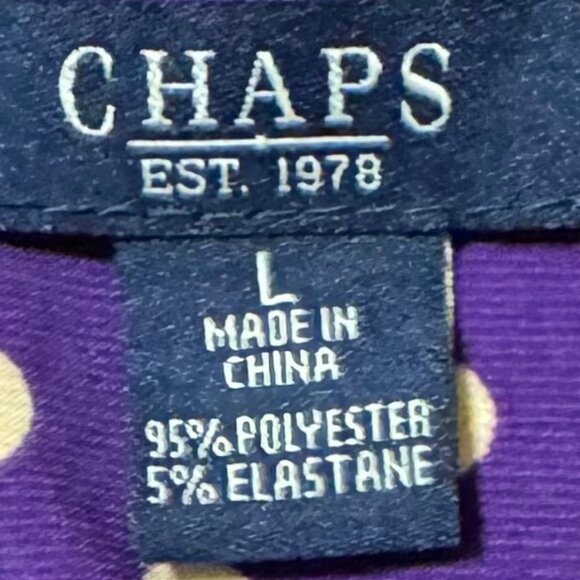 CHAPS
EST. 1978
L
MADE IN
CHINA
95% POLYESTER
5% ELASTANE